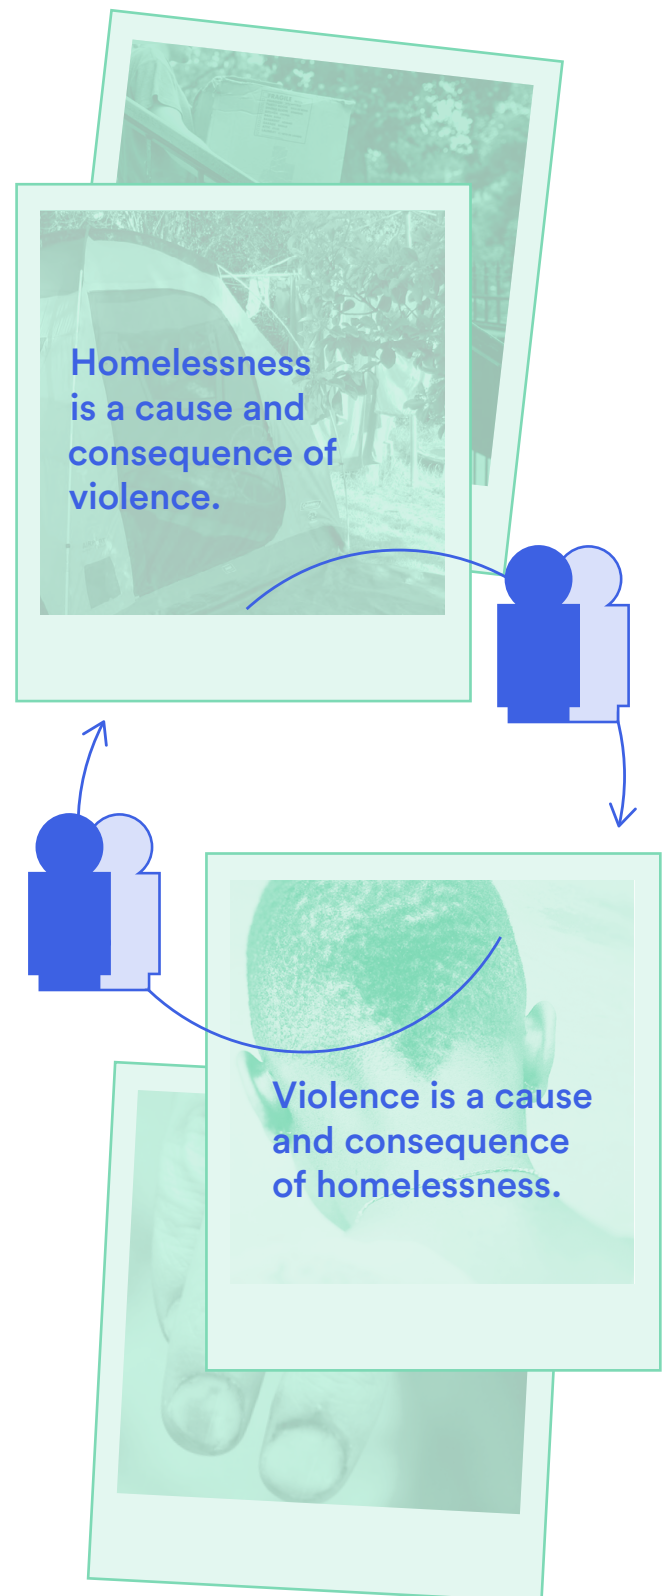 Homelessness
is a cause and
consequence of
violence.
Violence is a cause
and consequence
of homelessness.